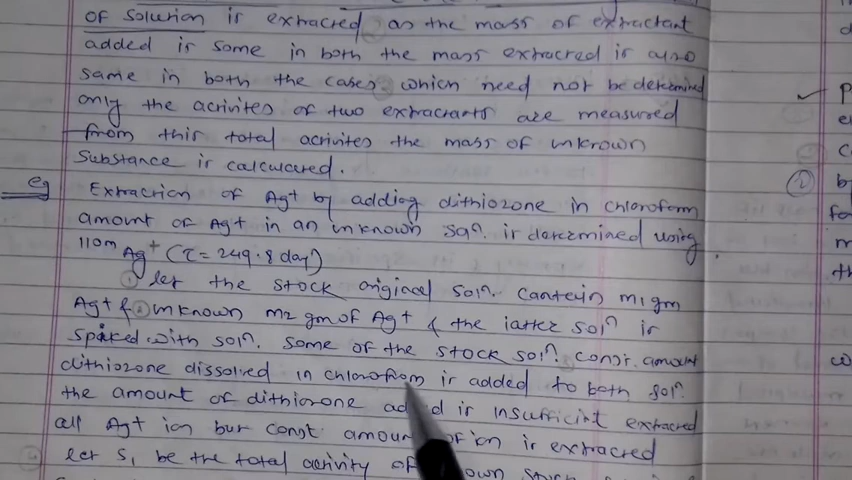 of solution is extracted as the mass of extractant
added is same in both the mass extracted is also
same in both the cases which need not be determined
only the activites of two extractants are measured
from this total activites the mass of unknown
substance is calculated.
eg Extraction of Ag+ by adding dithiozone in chloroform
amount of Ag+ in an unknown soln. is determined using
110m Ag+ (τ = 249.8 day)
① let the stock original soln. contain m1 gm
Ag+ & ② unknown m2 gm of Ag+ & the latter soln is
spiked with soln. some of the stock soln. const. amount
dithiozone dissolved in chloroform is added to both soln.
the amount of dithiozone added is insufficint extracted
all Ag+ ion but const amount of ion is extracted
let S1 be the total activity of